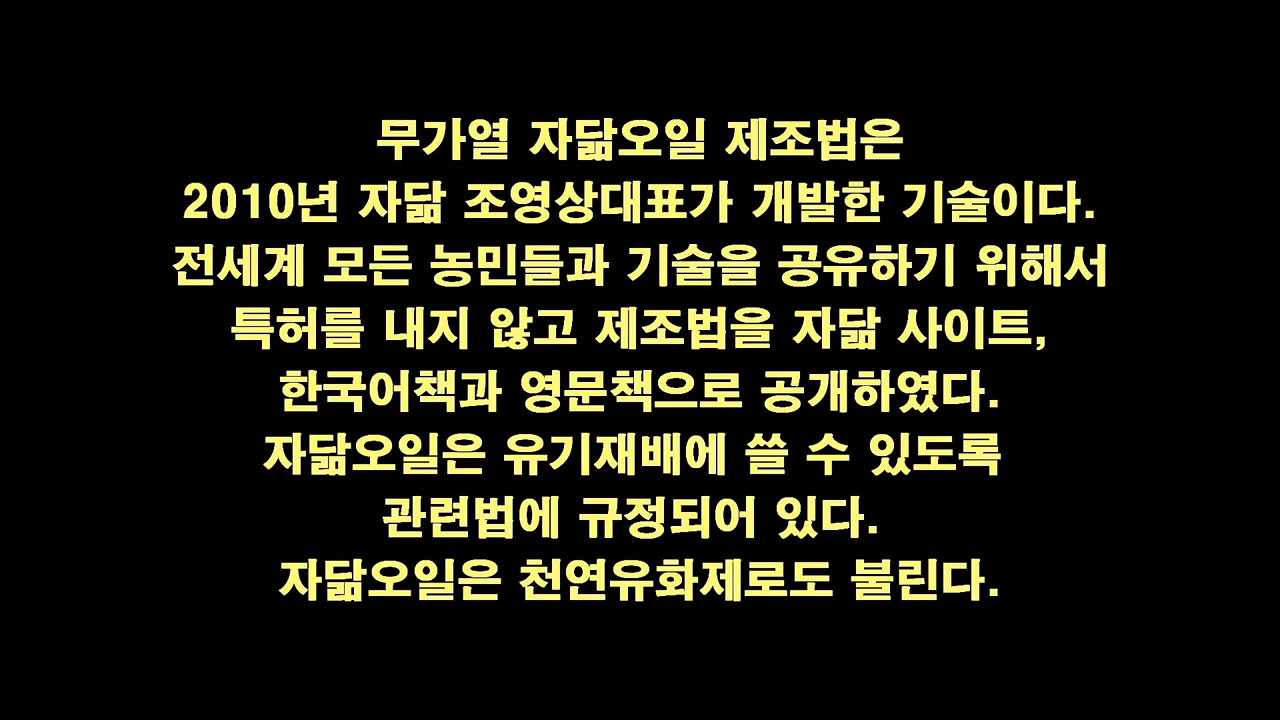 무가열 자닮오일 제조법은
2010년 자닮 조영상대표가 개발한 기술이다.
전세계 모든 농민들과 기술을 공유하기 위해서
특허를 내지 않고 제조법을 자닮 사이트,
한국어책과 영문책으로 공개하였다.
자닮오일은 유기재배에 쓸 수 있도록
관련법에 규정되어 있다.
자닮오일은 천연유화제로도 불린다.